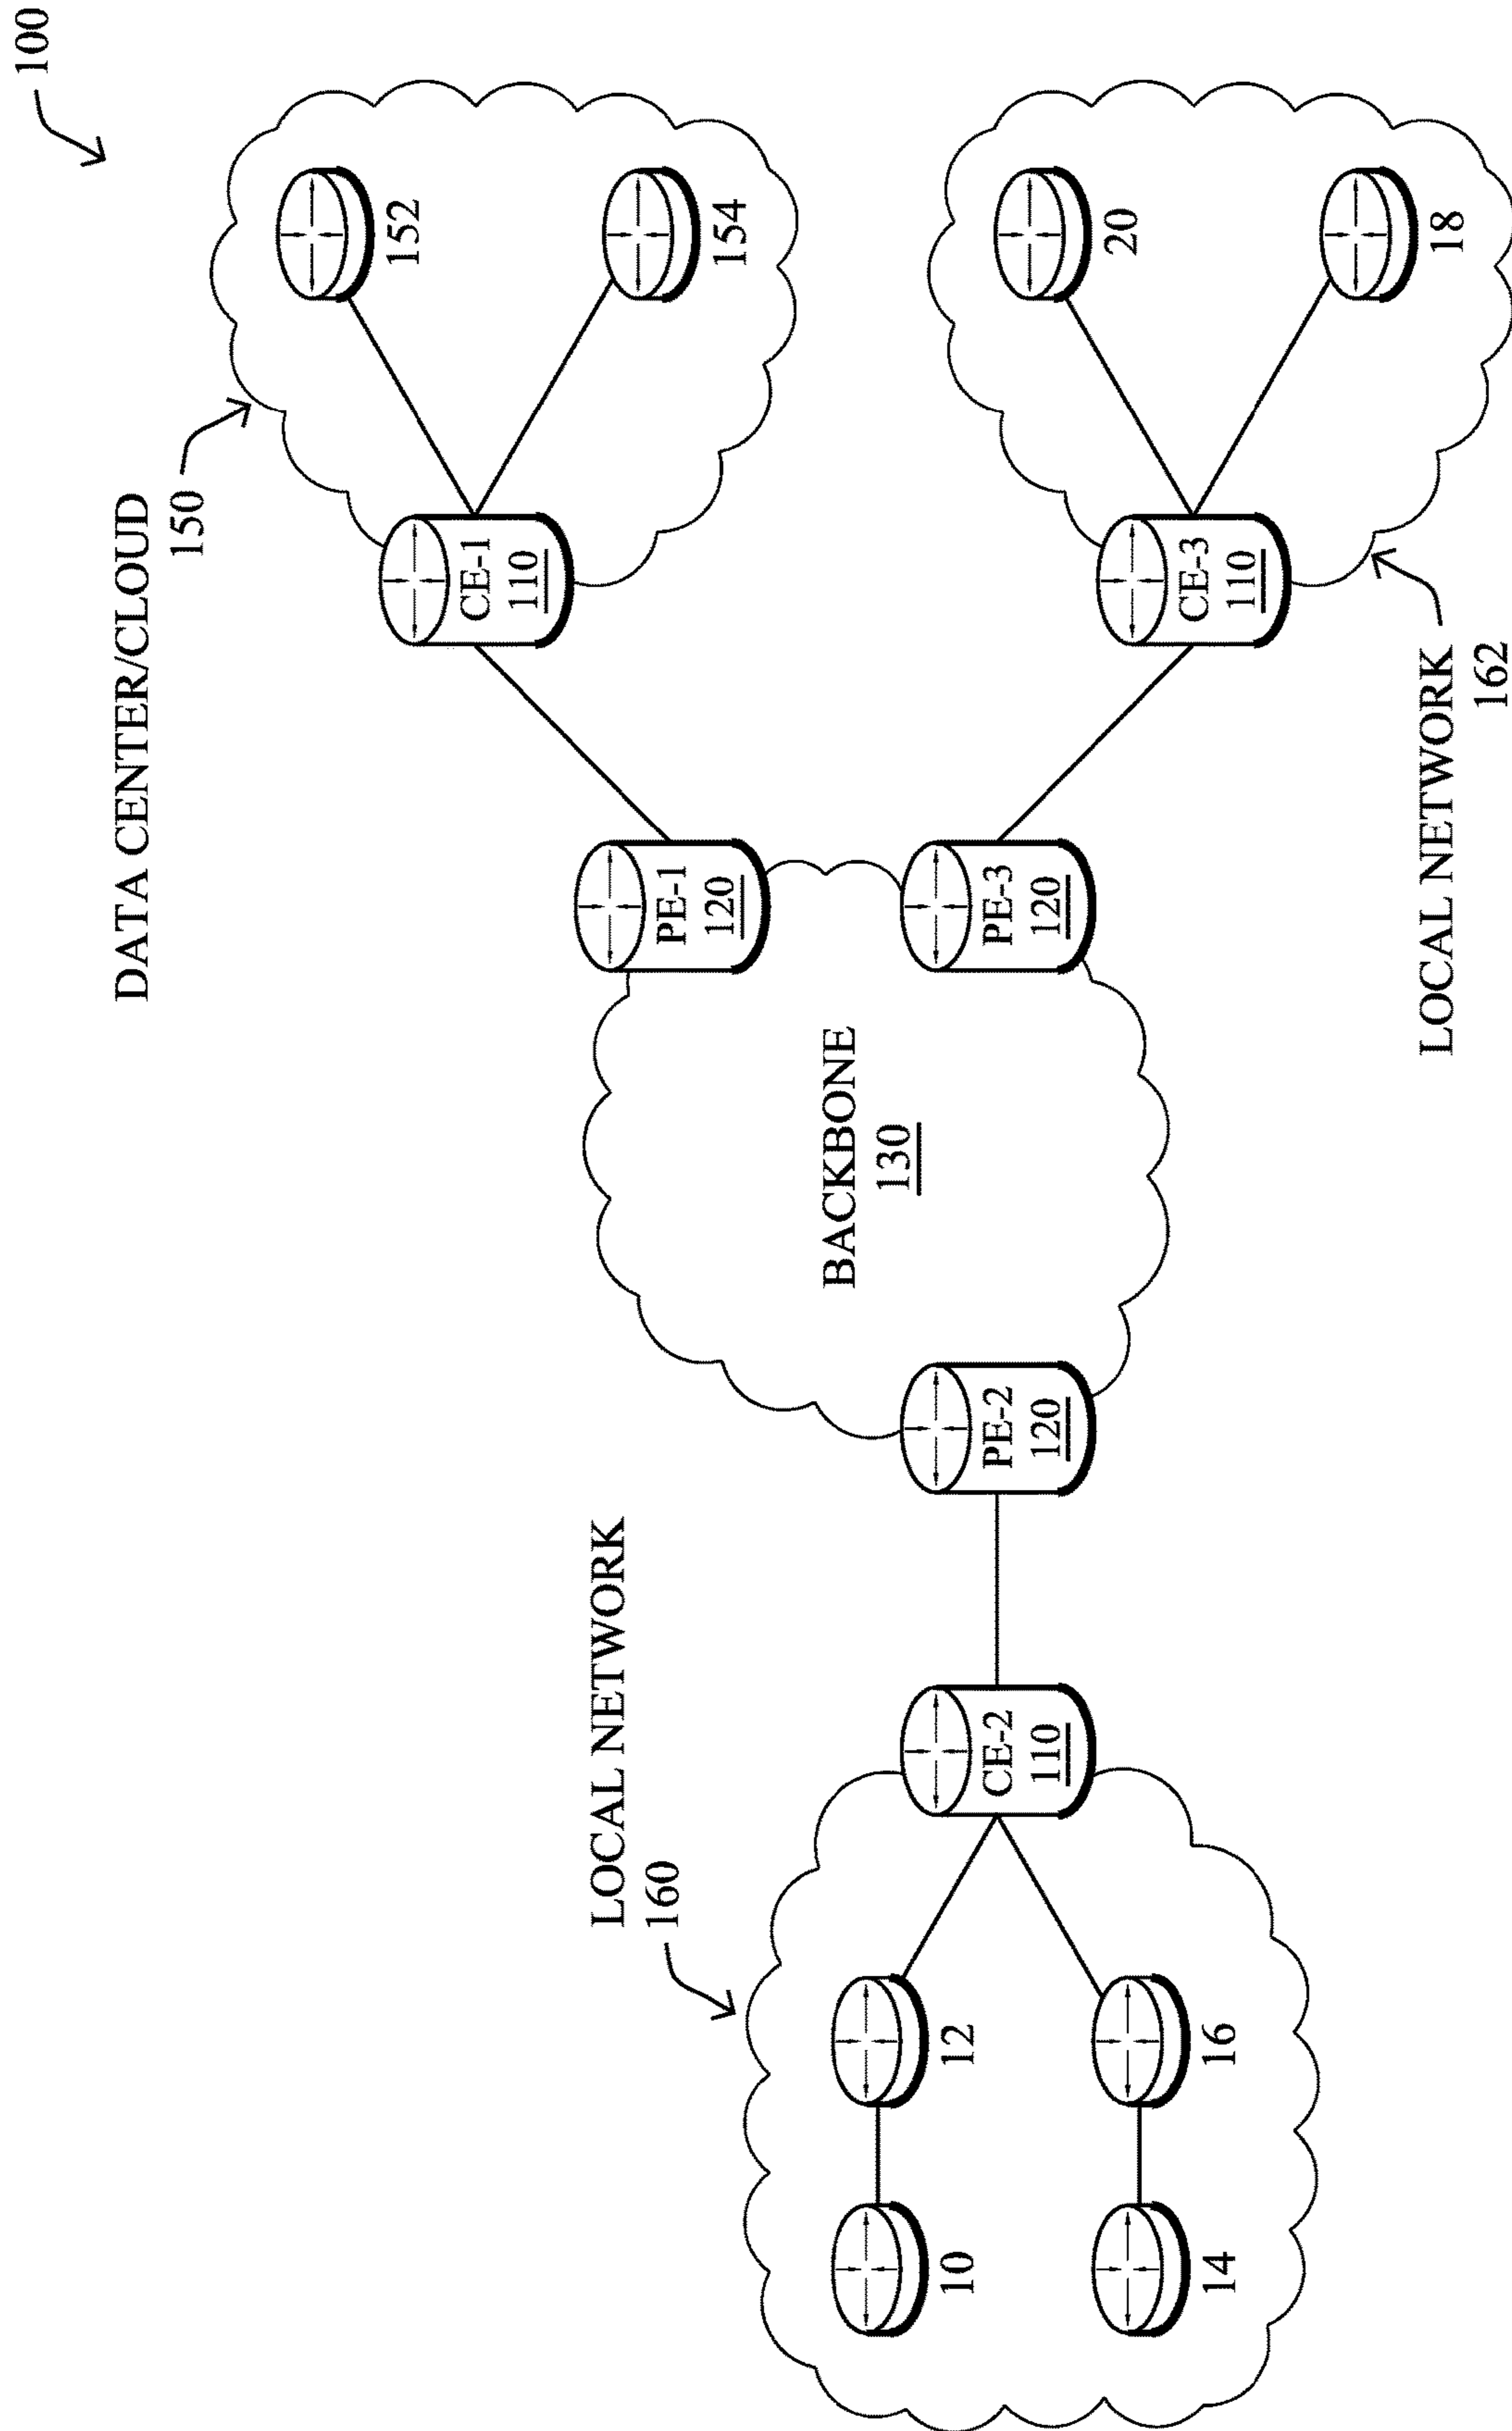 100
DATA CENTER/CLOUD
150
152
154
CE-1
110
PE-1
120
LOCAL NETWORK
160
BACKBONE
130
10
12
14
16
CE-2
110
PE-2
120
PE-3
120
CE-3
110
20
18
LOCAL NETWORK
162